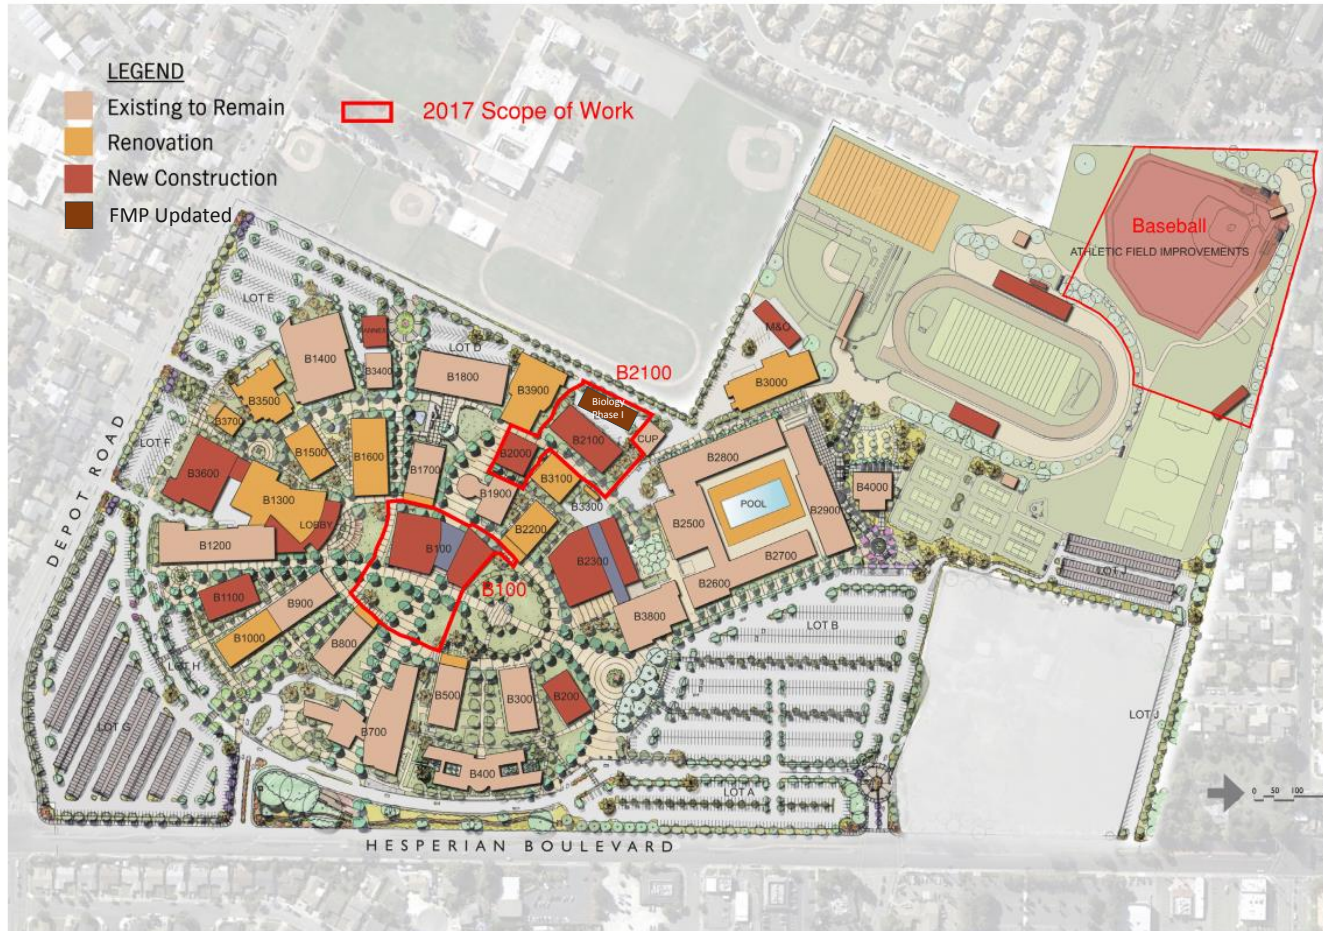 LEGEND
Existing to Remain
Renovation
New Construction
FMP Updated
2017 Scope of Work
Baseball
ATHLETIC FIELD IMPROVEMENTS
LOT E
ANNEX
M&O
B1400
B3400
LOT D
B1800
B2100
B3000
B3900
B3500
Biology
Phase I
B3700
CUP
LOT F
B2100
B1500
B1600
B2000
B2800
B1700
B3100
B3600
B4000
B1900
B1300
B3300
POOL
B2900
LOBBY
B2200
B2500
DEPOT ROAD
B1200
B100
B2300
B2700
B2600
B100
B1100
B900
B3800
LOT B
B1000
B800
LOT H
B500
B300
B200
LOT J
LOT G
B700
B400
LOT A
0 50 100
HESPERIAN BOULEVARD